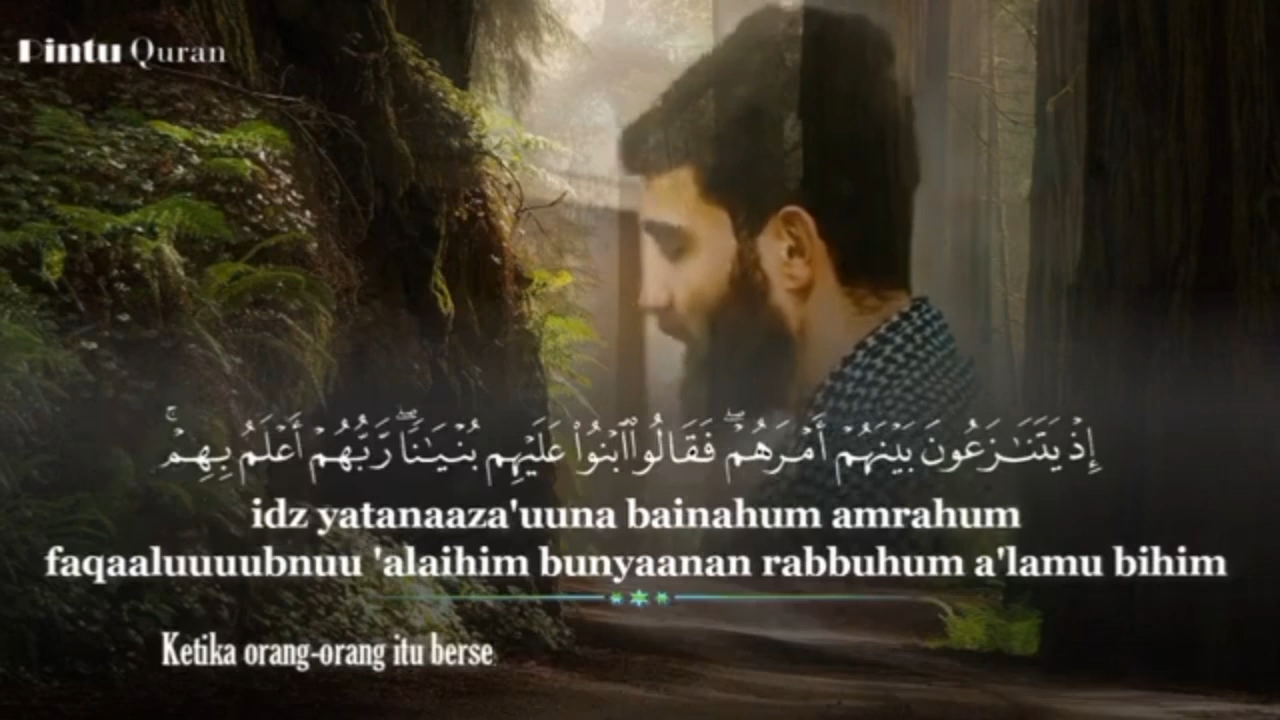 Pintu Quran
إِذْ يَتَنَـٰزَعُونَ بَيْنَهُمْ أَمْرَهُمْ ۖ فَقَالُوا۟ ٱبْنُوا۟ عَلَيْهِم بُنْيَـٰنًا ۖ رَّبُّهُمْ أَعْلَمُ بِهِمْ ۚ
idz yatanaaza'uuna bainahum amrahum
faqaaluuuubnuu 'alaihim bunyaanan rabbuhum a'lamu bihim
Ketika orang-orang itu berse